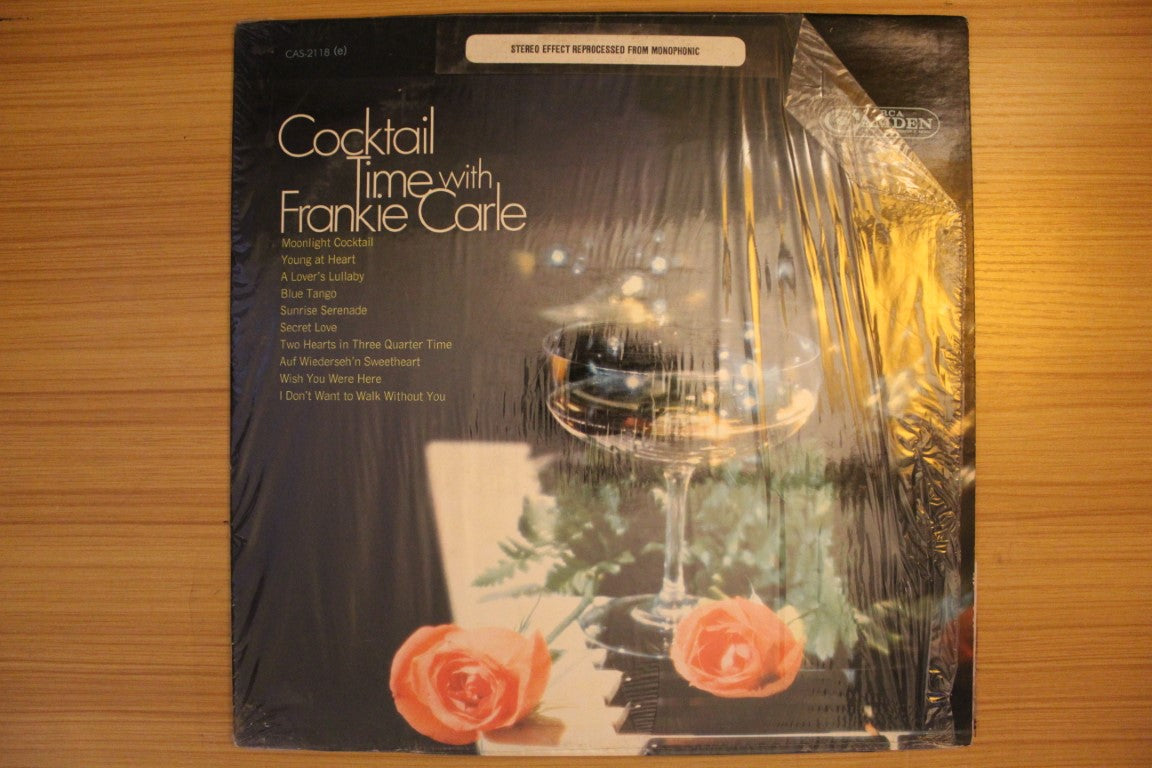 CAS-2118 (e)
STEREO EFFECT REPROCESSED FROM MONOPHONIC
RCA
CAMDEN
Cocktail
Time with
Frankie Carle
Moonlight Cocktail
Young at Heart
A Lover's Lullaby
Blue Tango
Sunrise Serenade
Secret Love
Two Hearts in Three Quarter Time
Auf Wiederseh'n Sweetheart
Wish You Were Here
I Don't Want to Walk Without You